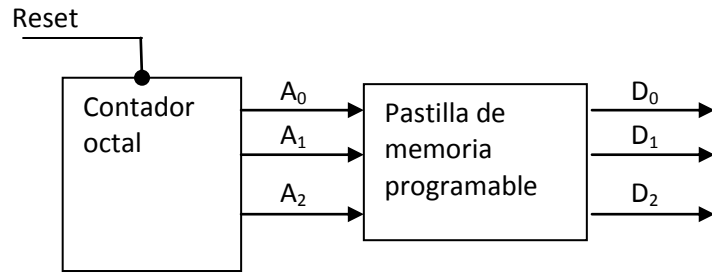 Reset
Contador
octal
A₀
A₁
A₂
Pastilla de
memoria
programable
D₀
D₁
D₂